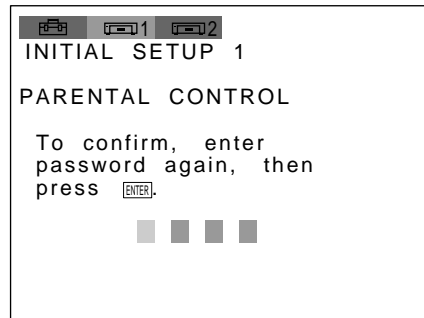 1 2
INITIAL SETUP 1
PARENTAL CONTROL
To confirm, enter
password again, then
press ENTER.